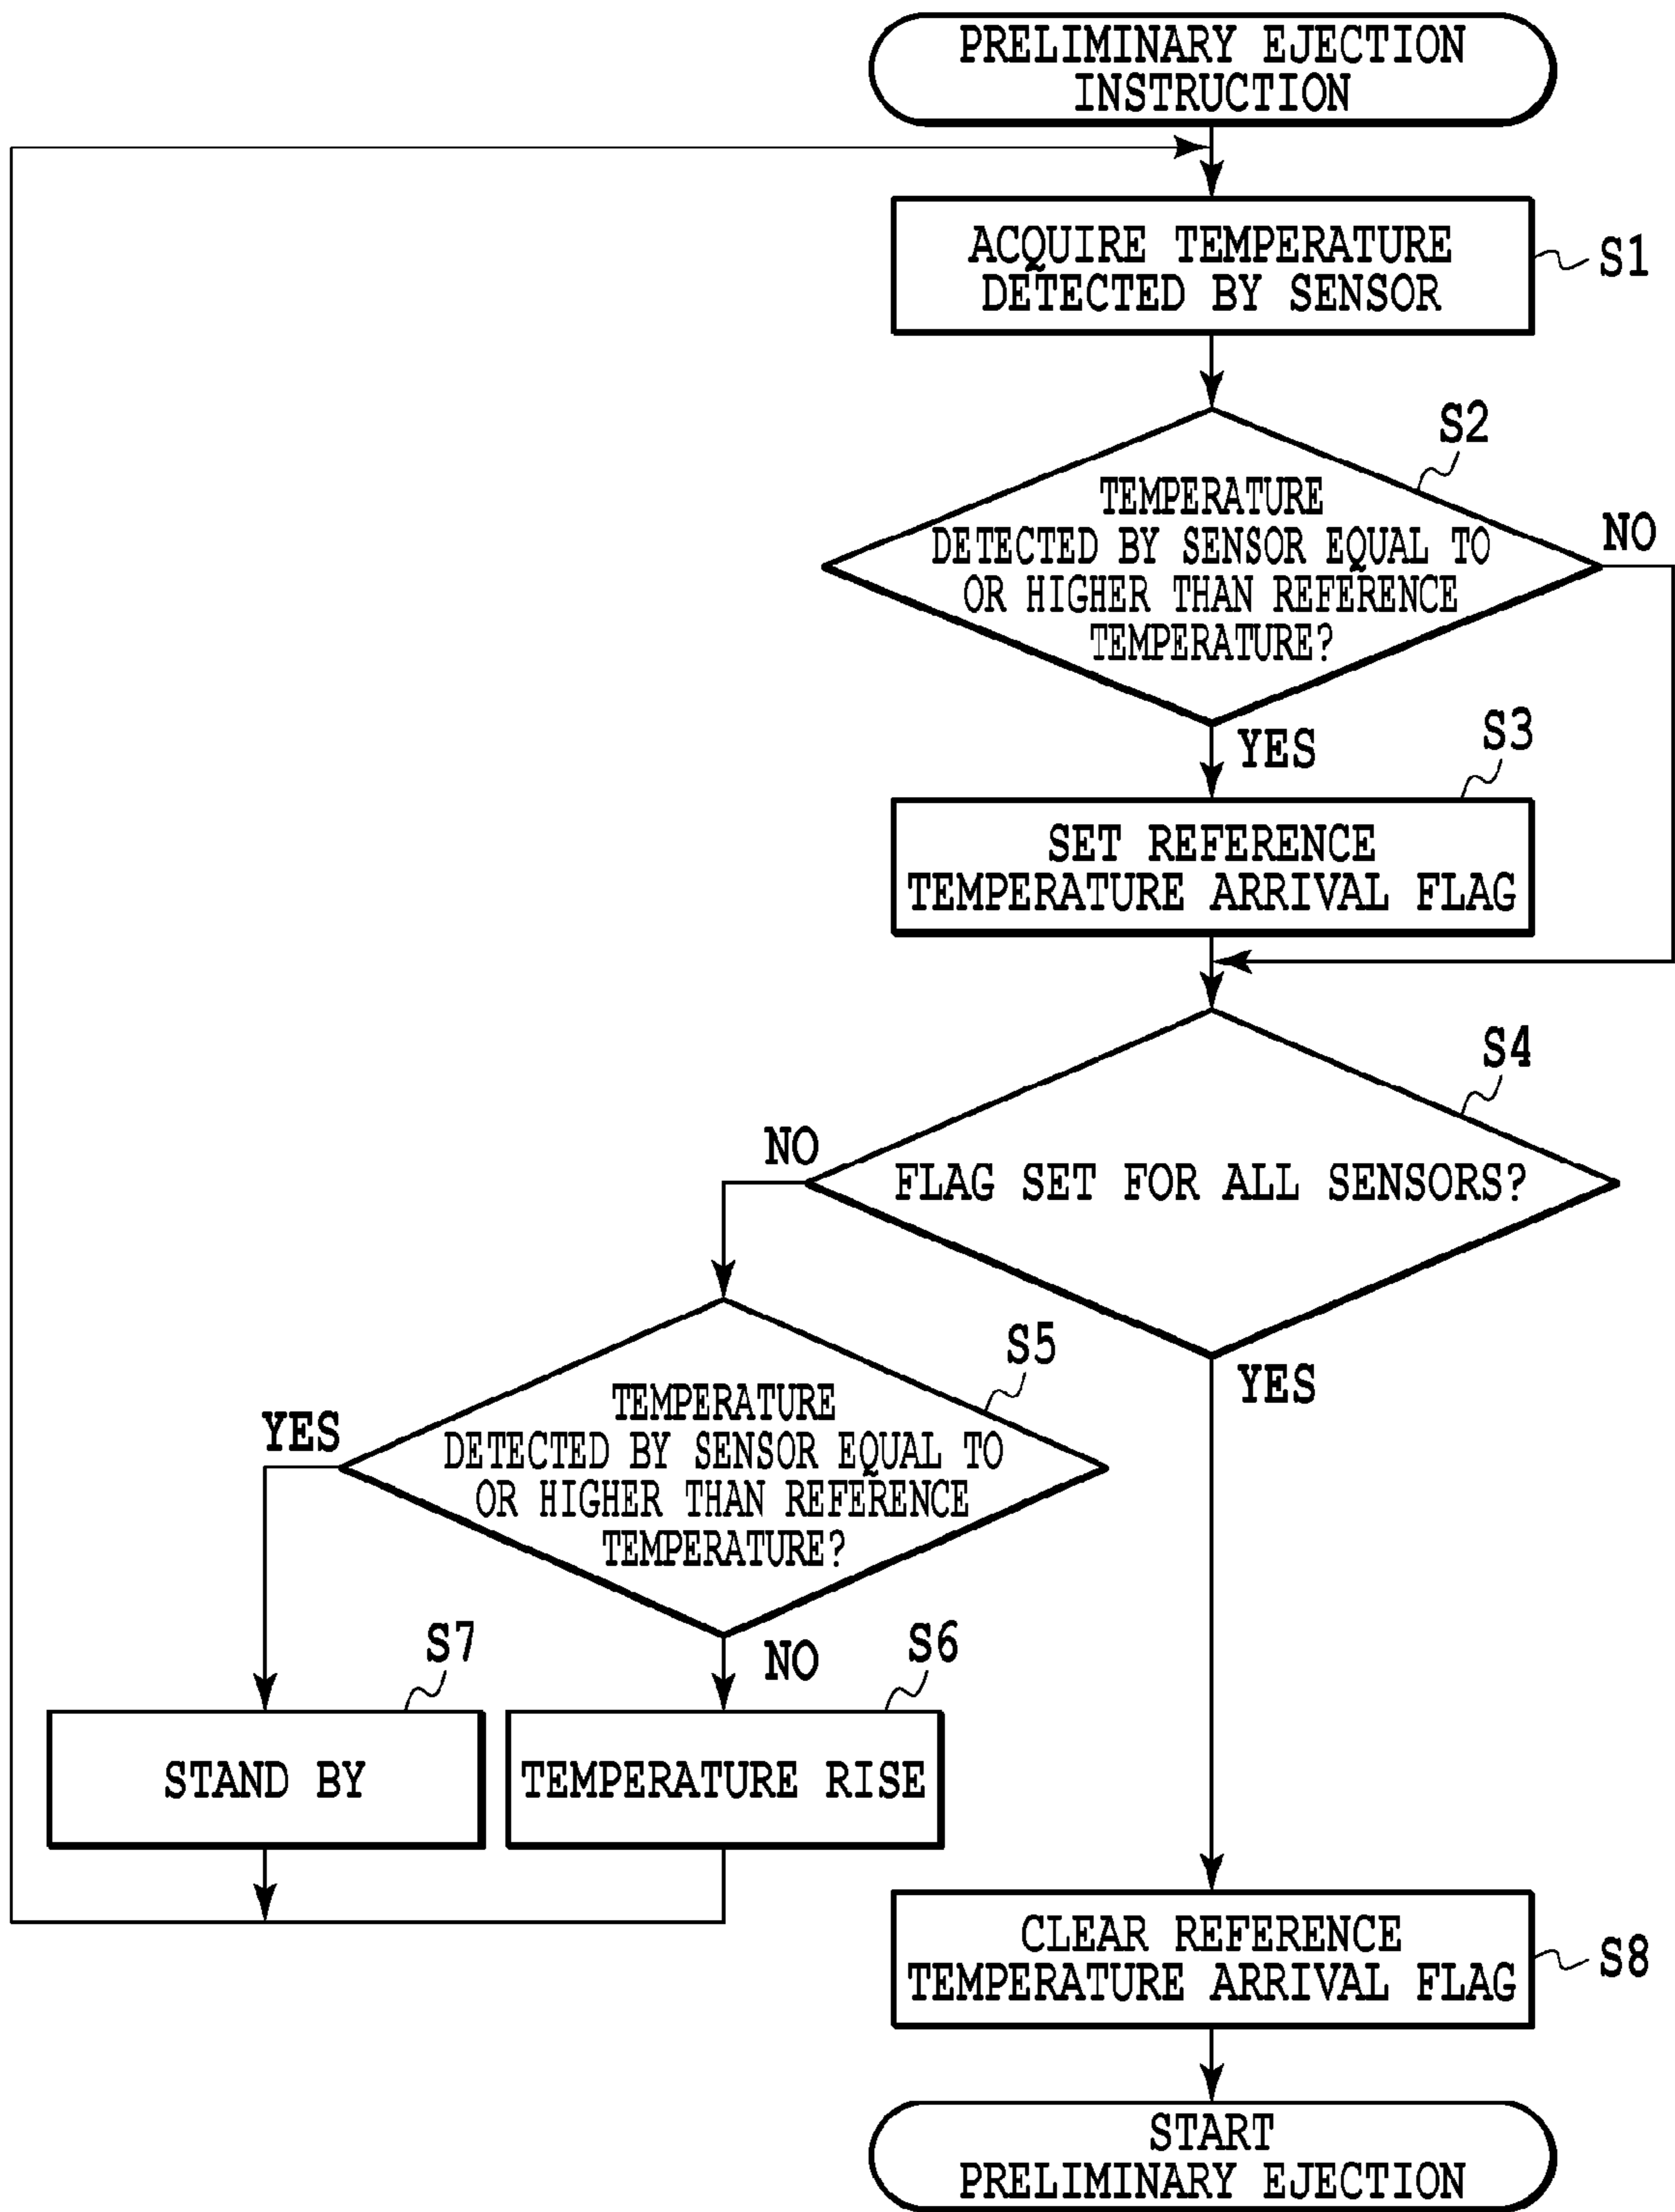 PRELIMINARY EJECTION
INSTRUCTION
ACQUIRE TEMPERATURE
DETECTED BY SENSOR
S1
S2
TEMPERATURE
DETECTED BY SENSOR EQUAL TO
OR HIGHER THAN REFERENCE
TEMPERATURE?
NO
YES
S3
SET REFERENCE
TEMPERATURE ARRIVAL FLAG
S4
NO
FLAG SET FOR ALL SENSORS?
YES
S5
TEMPERATURE
DETECTED BY SENSOR EQUAL TO
OR HIGHER THAN REFERENCE
TEMPERATURE?
YES
NO
S7
S6
STAND BY
TEMPERATURE RISE
CLEAR REFERENCE
TEMPERATURE ARRIVAL FLAG
S8
START
PRELIMINARY EJECTION